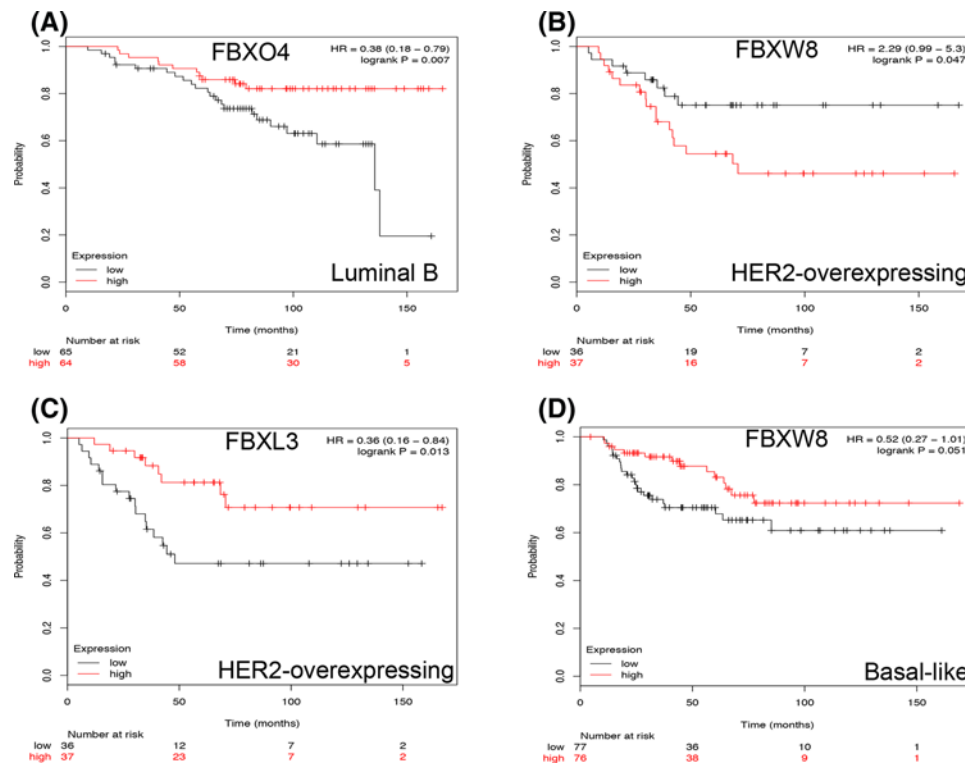 (A)
FBXO4
HR = 0.38 (0.18 – 0.79)
logrank P = 0.007
Probability
1.0
0.8
0.6
0.4
0.2
0.0
Expression
low
high
Luminal B
0 50 100 150
Time (months)
Number at risk
low 65 52 21 1
high 64 58 30 5
(B)
FBXW8
HR = 2.29 (0.99 – 5.3)
logrank P = 0.047
Probability
1.0
0.8
0.6
0.4
0.2
0.0
Expression
low
high
HER2-overexpressing
0 50 100 150
Time (months)
Number at risk
low 36 19 7 2
high 37 16 7 2
(C)
FBXL3
HR = 0.36 (0.16 – 0.84)
logrank P = 0.013
Probability
1.0
0.8
0.6
0.4
0.2
0.0
Expression
low
high
HER2-overexpressing
0 50 100 150
Time (months)
Number at risk
low 36 12 7 2
high 37 23 7 2
(D)
FBXW8
HR = 0.52 (0.27 – 1.01)
logrank P = 0.051
Probability
1.0
0.8
0.6
0.4
0.2
0.0
Expression
low
high
Basal-like
0 50 100 150
Time (months)
Number at risk
low 77 36 10 1
high 76 38 9 1